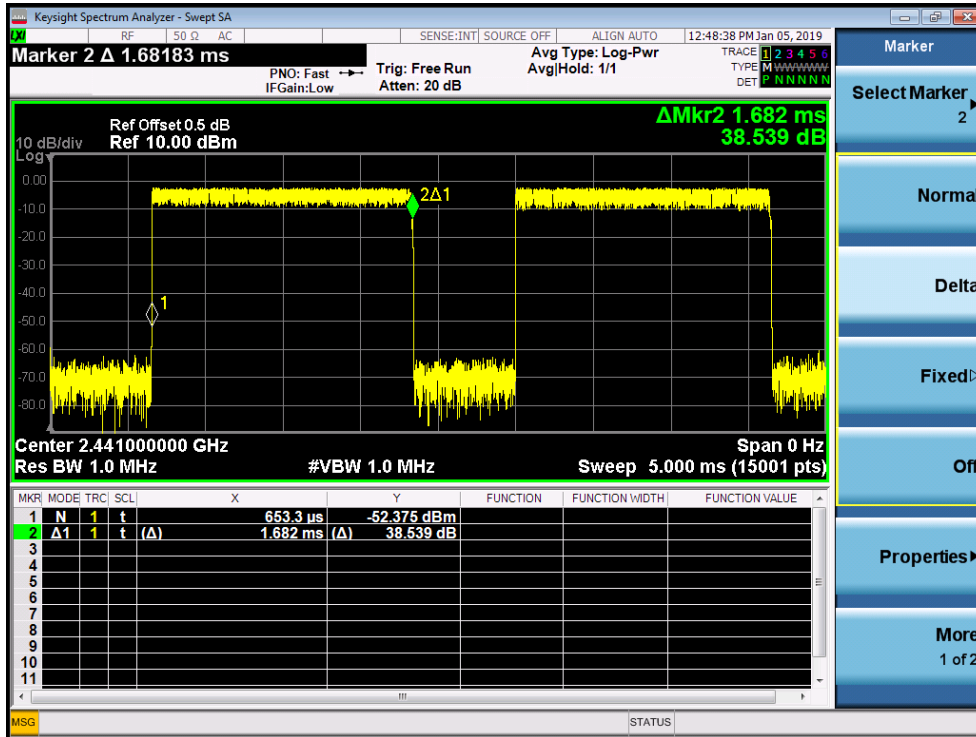 Keysight Spectrum Analyzer - Swept SA
LXI RF 50 Ω AC SENSE:INT SOURCE OFF ALIGN AUTO 12:48:38 PM Jan 05, 2019
Marker 2 Δ 1.68183 ms
PNO: Fast
IFGain:Low
Trig: Free Run
Atten: 20 dB
Avg Type: Log-Pwr
Avg|Hold: 1/1
TRACE 1 2 3 4 5 6
TYPE M W W W W W
DET P N N N N N
ΔMkr2 1.682 ms
38.539 dB
Ref Offset 0.5 dB
10 dB/div Ref 10.00 dBm
Log
0.00
-10.0
-20.0
-30.0
-40.0
-50.0
-60.0
-70.0
-80.0
2Δ1
1
Center 2.441000000 GHz Span 0 Hz
Res BW 1.0 MHz #VBW 1.0 MHz Sweep 5.000 ms (15001 pts)
MKR MODE TRC SCL X Y FUNCTION FUNCTION WIDTH FUNCTION VALUE
1 N 1 t 653.3 µs -52.375 dBm
2 Δ1 1 t (Δ) 1.682 ms (Δ) 38.539 dB
3
4
5
6
7
8
9
10
11
MSG STATUS
Marker
Select Marker
2
Normal
Delta
Fixed
Off
Properties
More
1 of 2